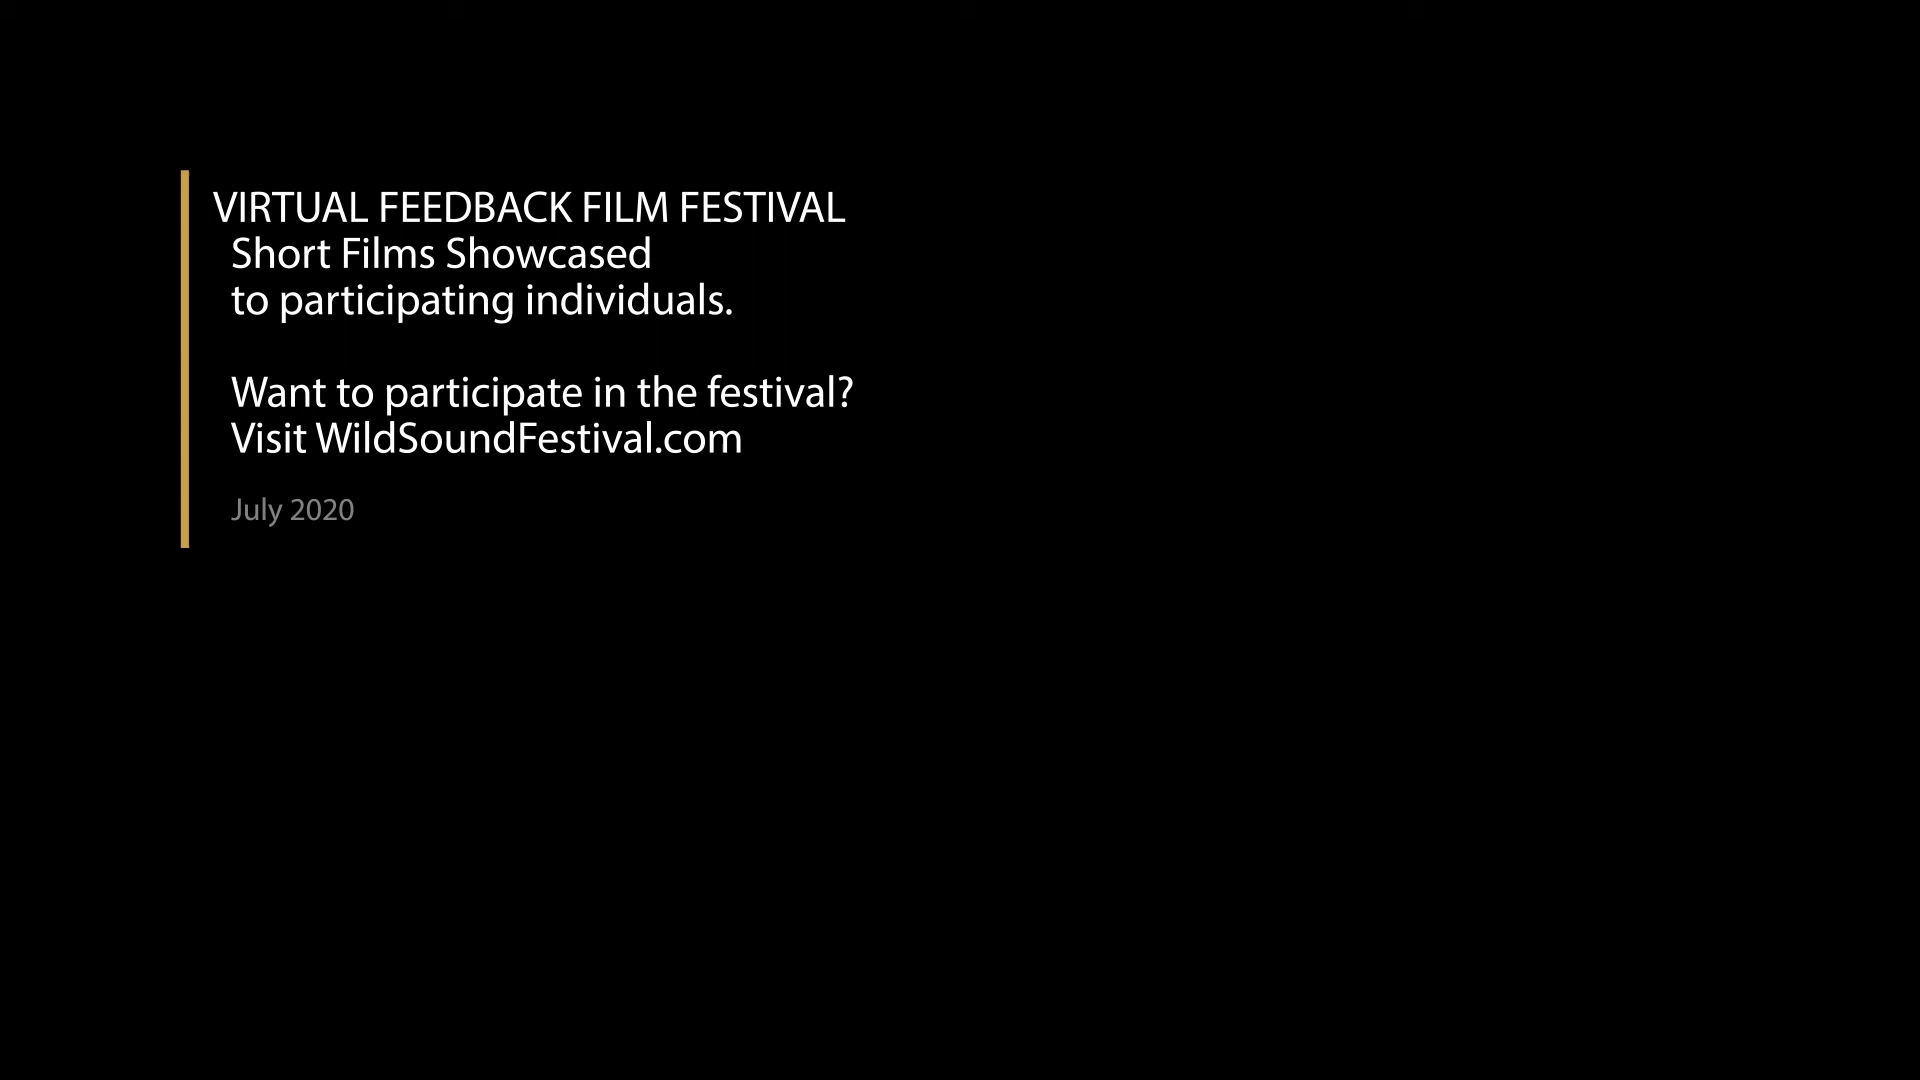 VIRTUAL FEEDBACK FILM FESTIVAL
Short Films Showcased
to participating individuals.
Want to participate in the festival?
Visit WildSoundFestival.com
July 2020